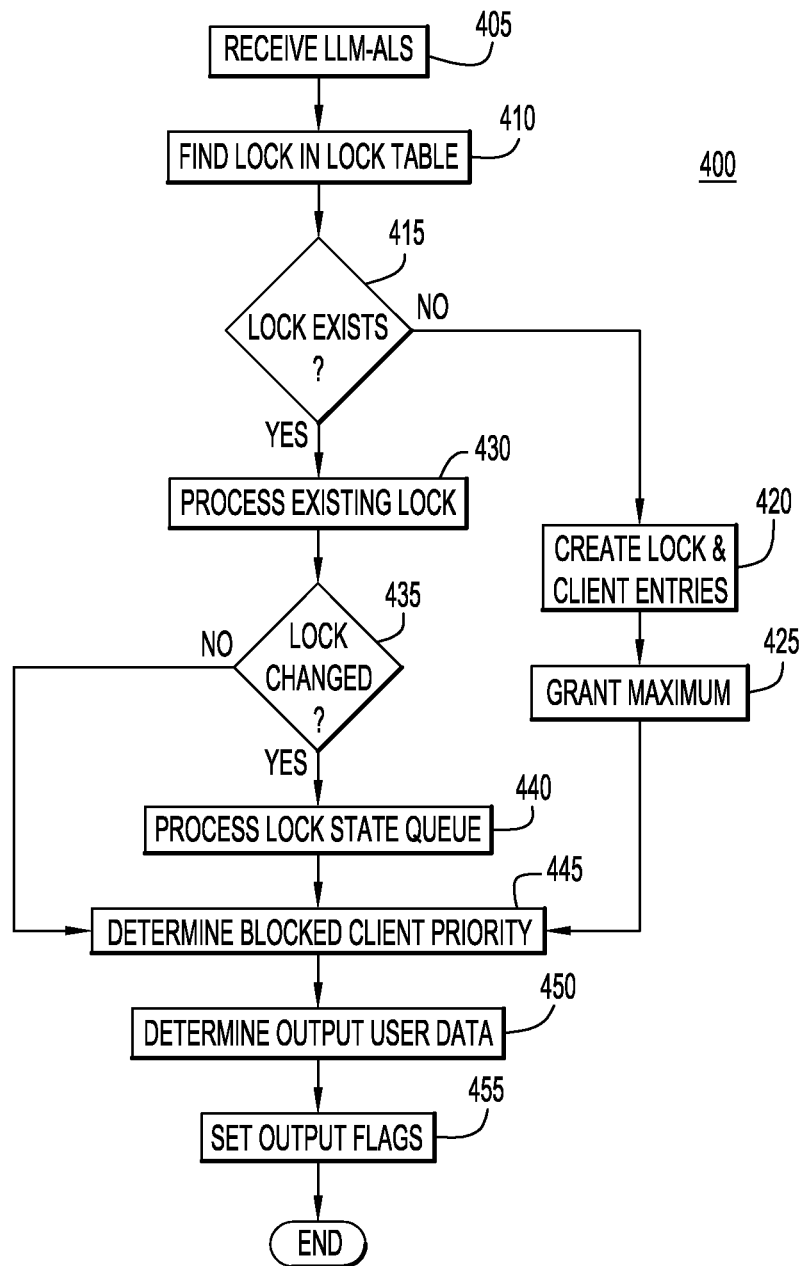 RECEIVE LLM-ALS
405
FIND LOCK IN LOCK TABLE
410
400
LOCK EXISTS
?
415
NO
YES
PROCESS EXISTING LOCK
430
CREATE LOCK &
CLIENT ENTRIES
420
LOCK
CHANGED
?
435
NO
YES
GRANT MAXIMUM
425
PROCESS LOCK STATE QUEUE
440
DETERMINE BLOCKED CLIENT PRIORITY
445
DETERMINE OUTPUT USER DATA
450
SET OUTPUT FLAGS
455
END